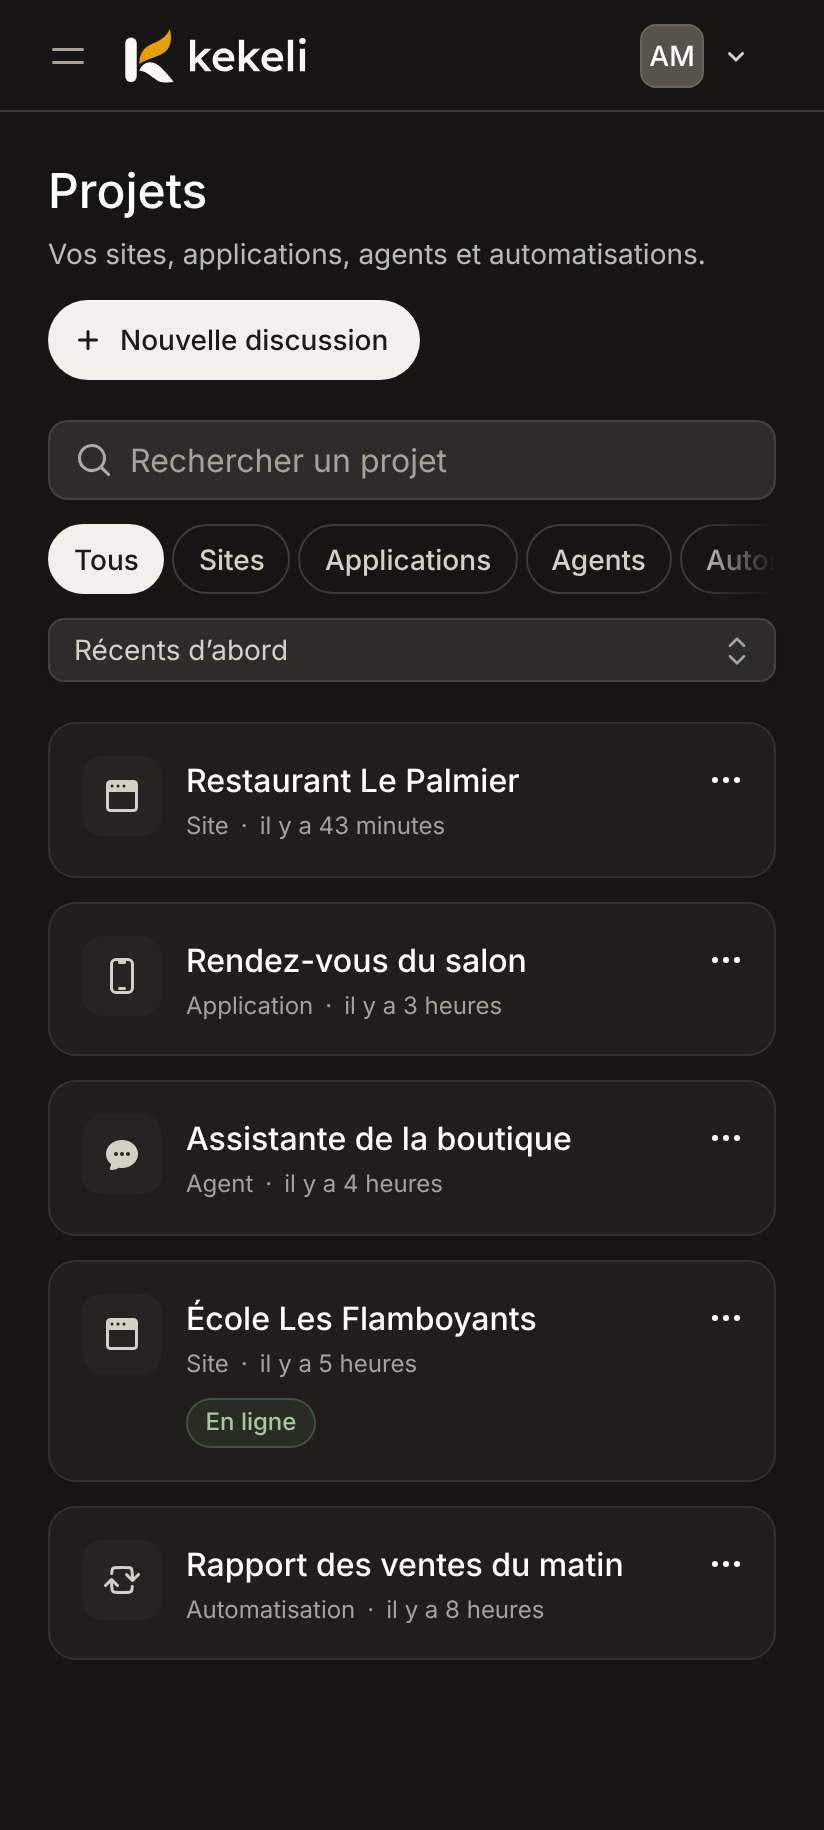 kekeli
AM
Projets
Vos sites, applications, agents et automatisations.
+ Nouvelle discussion
Rechercher un projet
Tous
Sites
Applications
Agents
Auto
Récents d’abord
Restaurant Le Palmier
Site · il y a 43 minutes
Rendez-vous du salon
Application · il y a 3 heures
Assistante de la boutique
Agent · il y a 4 heures
École Les Flamboyants
Site · il y a 5 heures
En ligne
Rapport des ventes du matin
Automatisation · il y a 8 heures